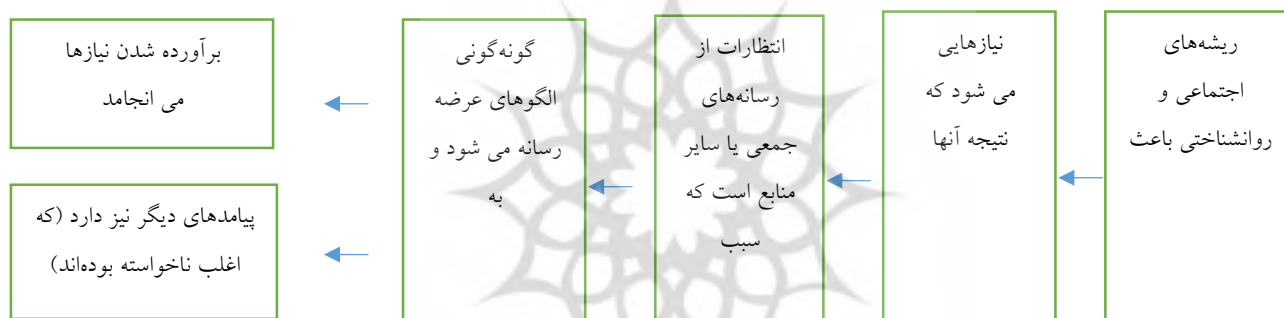 ریشه‌های
اجتماعی و
روانشناختی باعث
نیازهایی
می شود که
نتیجه آنها
انتظارات از
رسانه‌های
جمعی یا سایر
منابع است که
سبب
گونه‌گونی
الگوهای عرضه
رسانه می شود و
به
برآورده شدن نیازها
می انجامد
پیامدهای دیگر نیز دارد (که
اغلب ناخواسته بوده‌اند)